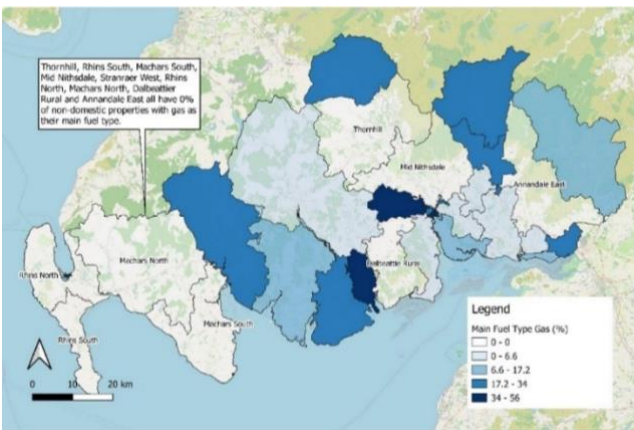 Thornhill, Rhins South, Machars South,
Mid Nithsdale, Stranraer West, Rhins
North, Machars North, Dalbeattier
Rural and Annandale East all have 0%
of non-domestic properties with gas as
their main fuel type.
Thornhill
Mid Nithsdale
Annandale East
Machars North
Dalbeattie Rural
Rhins North
Machars South
Rhins South
Legend
Main Fuel Type Gas (%)
0 - 0
0 - 6.6
6.6 - 17.2
17.2 - 34
34 - 56
0 10 20 km